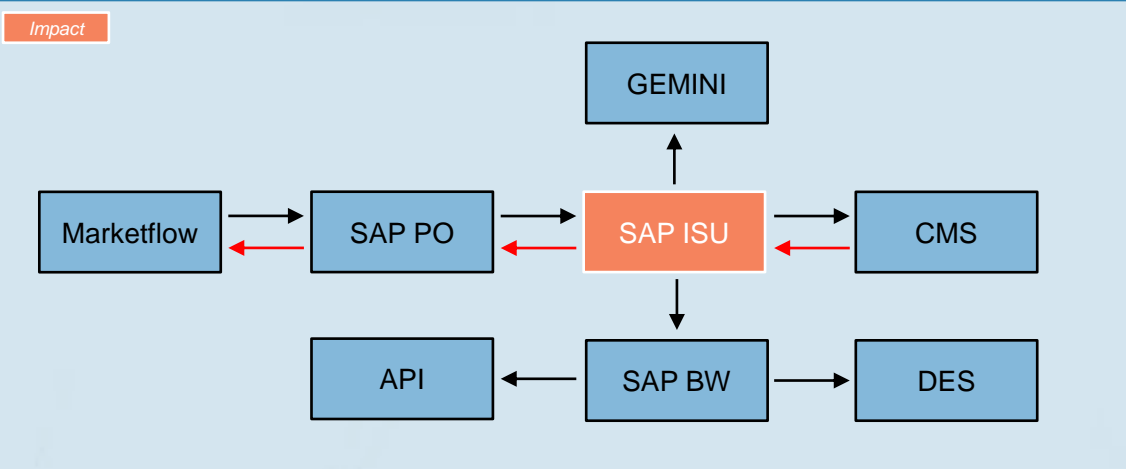 Impact
GEMINI
Marketflow
SAP PO
SAP ISU
CMS
API
SAP BW
DES